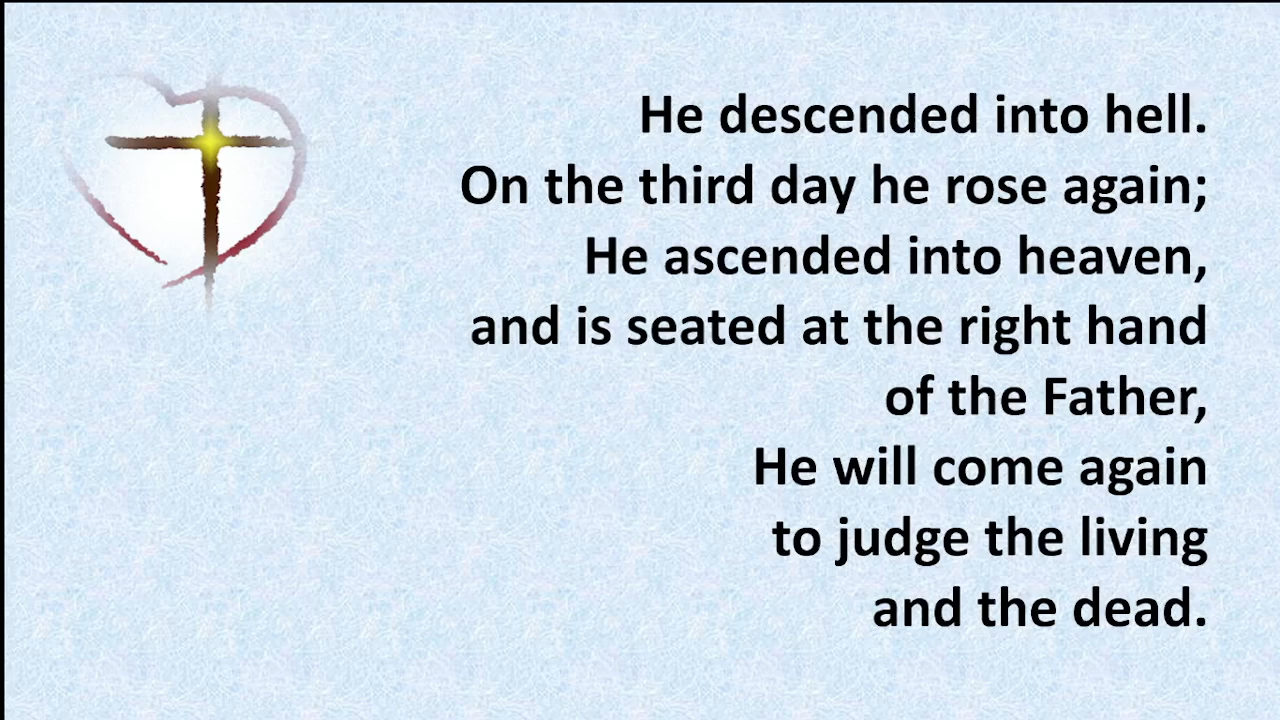 He descended into hell.
On the third day he rose again;
He ascended into heaven,
and is seated at the right hand
of the Father,
He will come again
to judge the living
and the dead.